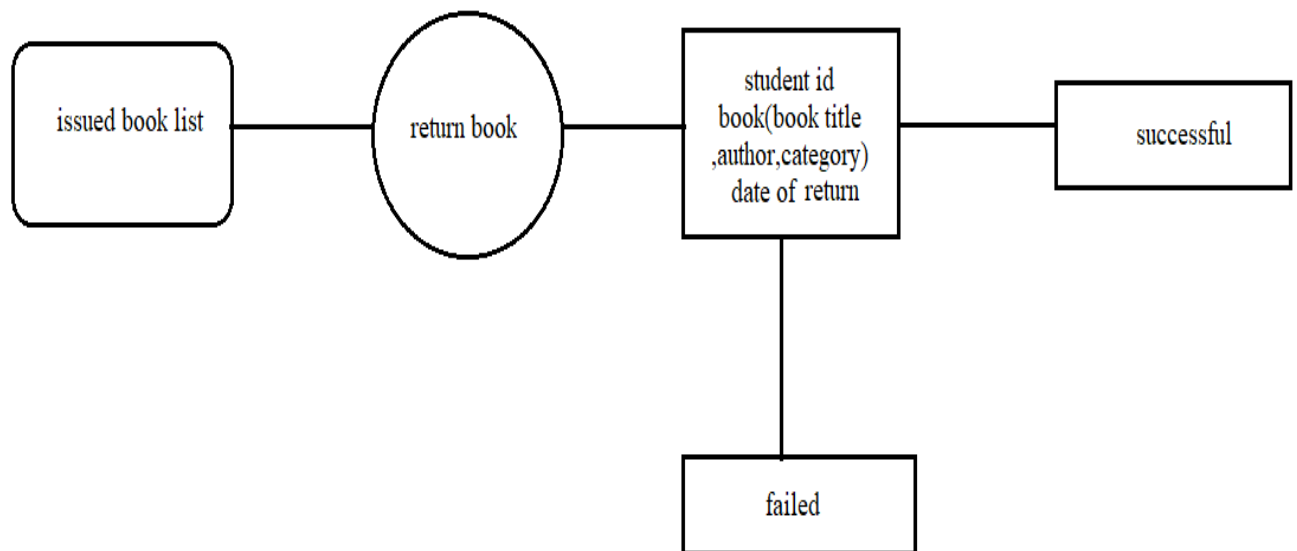 issued book list
return book
student id
book(book title
,author,category)
date of return
successful
failed